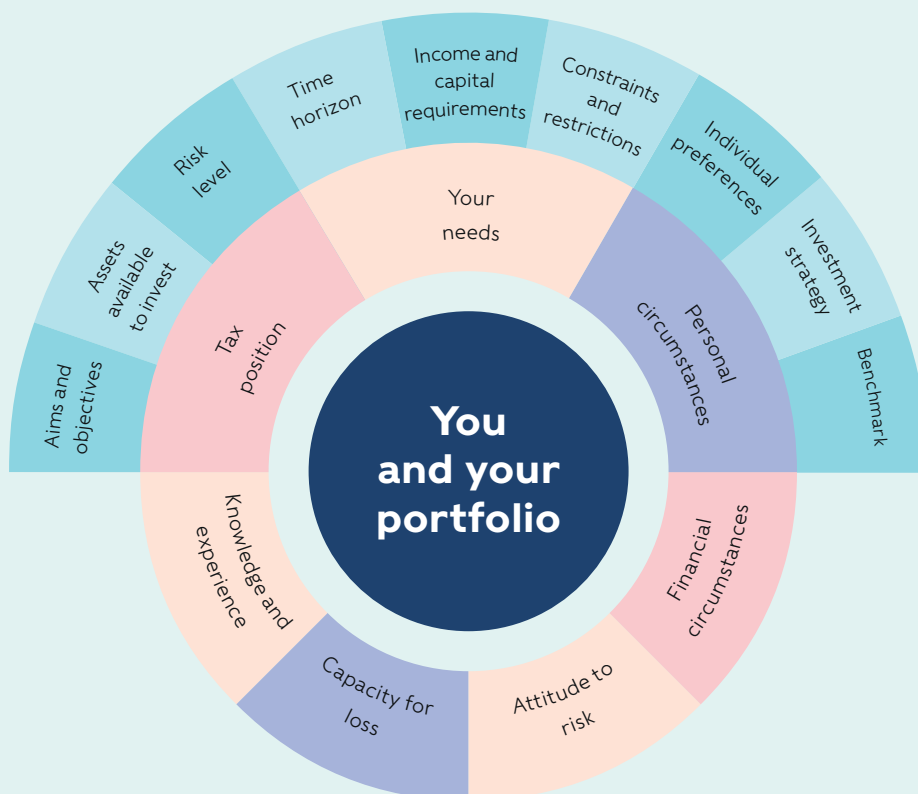 Aims and
objectives
Assets
available
to invest
Risk
level
Time
horizon
Income and
capital
requirements
Constraints
and
restrictions
Individual
preferences
Investment
strategy
Benchmark
Tax
position
Your
needs
Personal
circumstances
Financial
circumstances
Attitude to
risk
Capacity for
loss
Knowledge and
experience
You
and your
portfolio